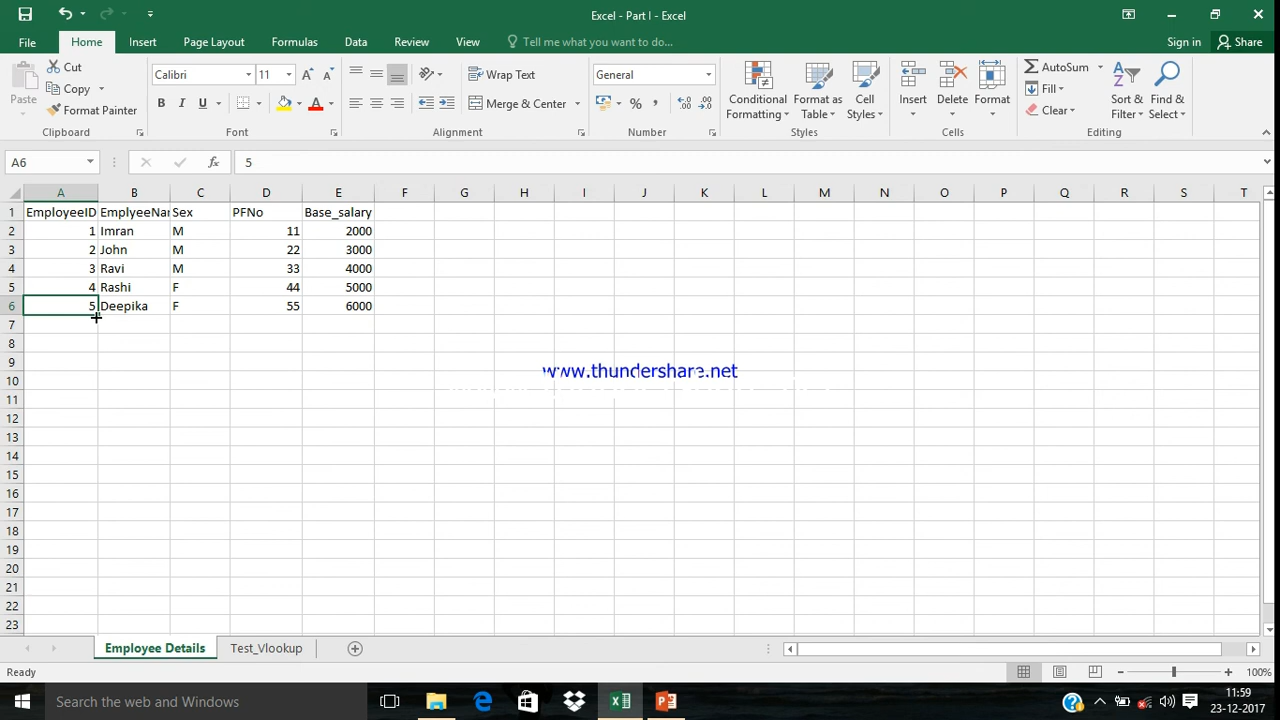 Excel - Part I - Excel
File Home Insert Page Layout Formulas Data Review View Tell me what you want to do... Sign in Share
Paste Cut Copy Format Painter Clipboard
Calibri 11 B I U A A A Font
Wrap Text Merge & Center Alignment
General % , Number
Conditional Formatting Format as Table Cell Styles Styles
Insert Delete Format Cells
AutoSum Fill Clear Sort & Filter Find & Select Editing
A6 fx 5
A B C D E F G H I J K L M N O P Q R S T
1 EmployeeID EmplyeeNar Sex PFNo Base_salary
2 1 Imran M 11 2000
3 2 John M 22 3000
4 3 Ravi M 33 4000
5 4 Rashi F 44 5000
6 5 Deepika F 55 6000
7
8
9
www.thundershare.net
10
11
12
13
14
15
16
17
18
19
20
21
22
23
Employee Details Test_Vlookup
Ready 100%
Search the web and Windows 11:59
23-12-2017